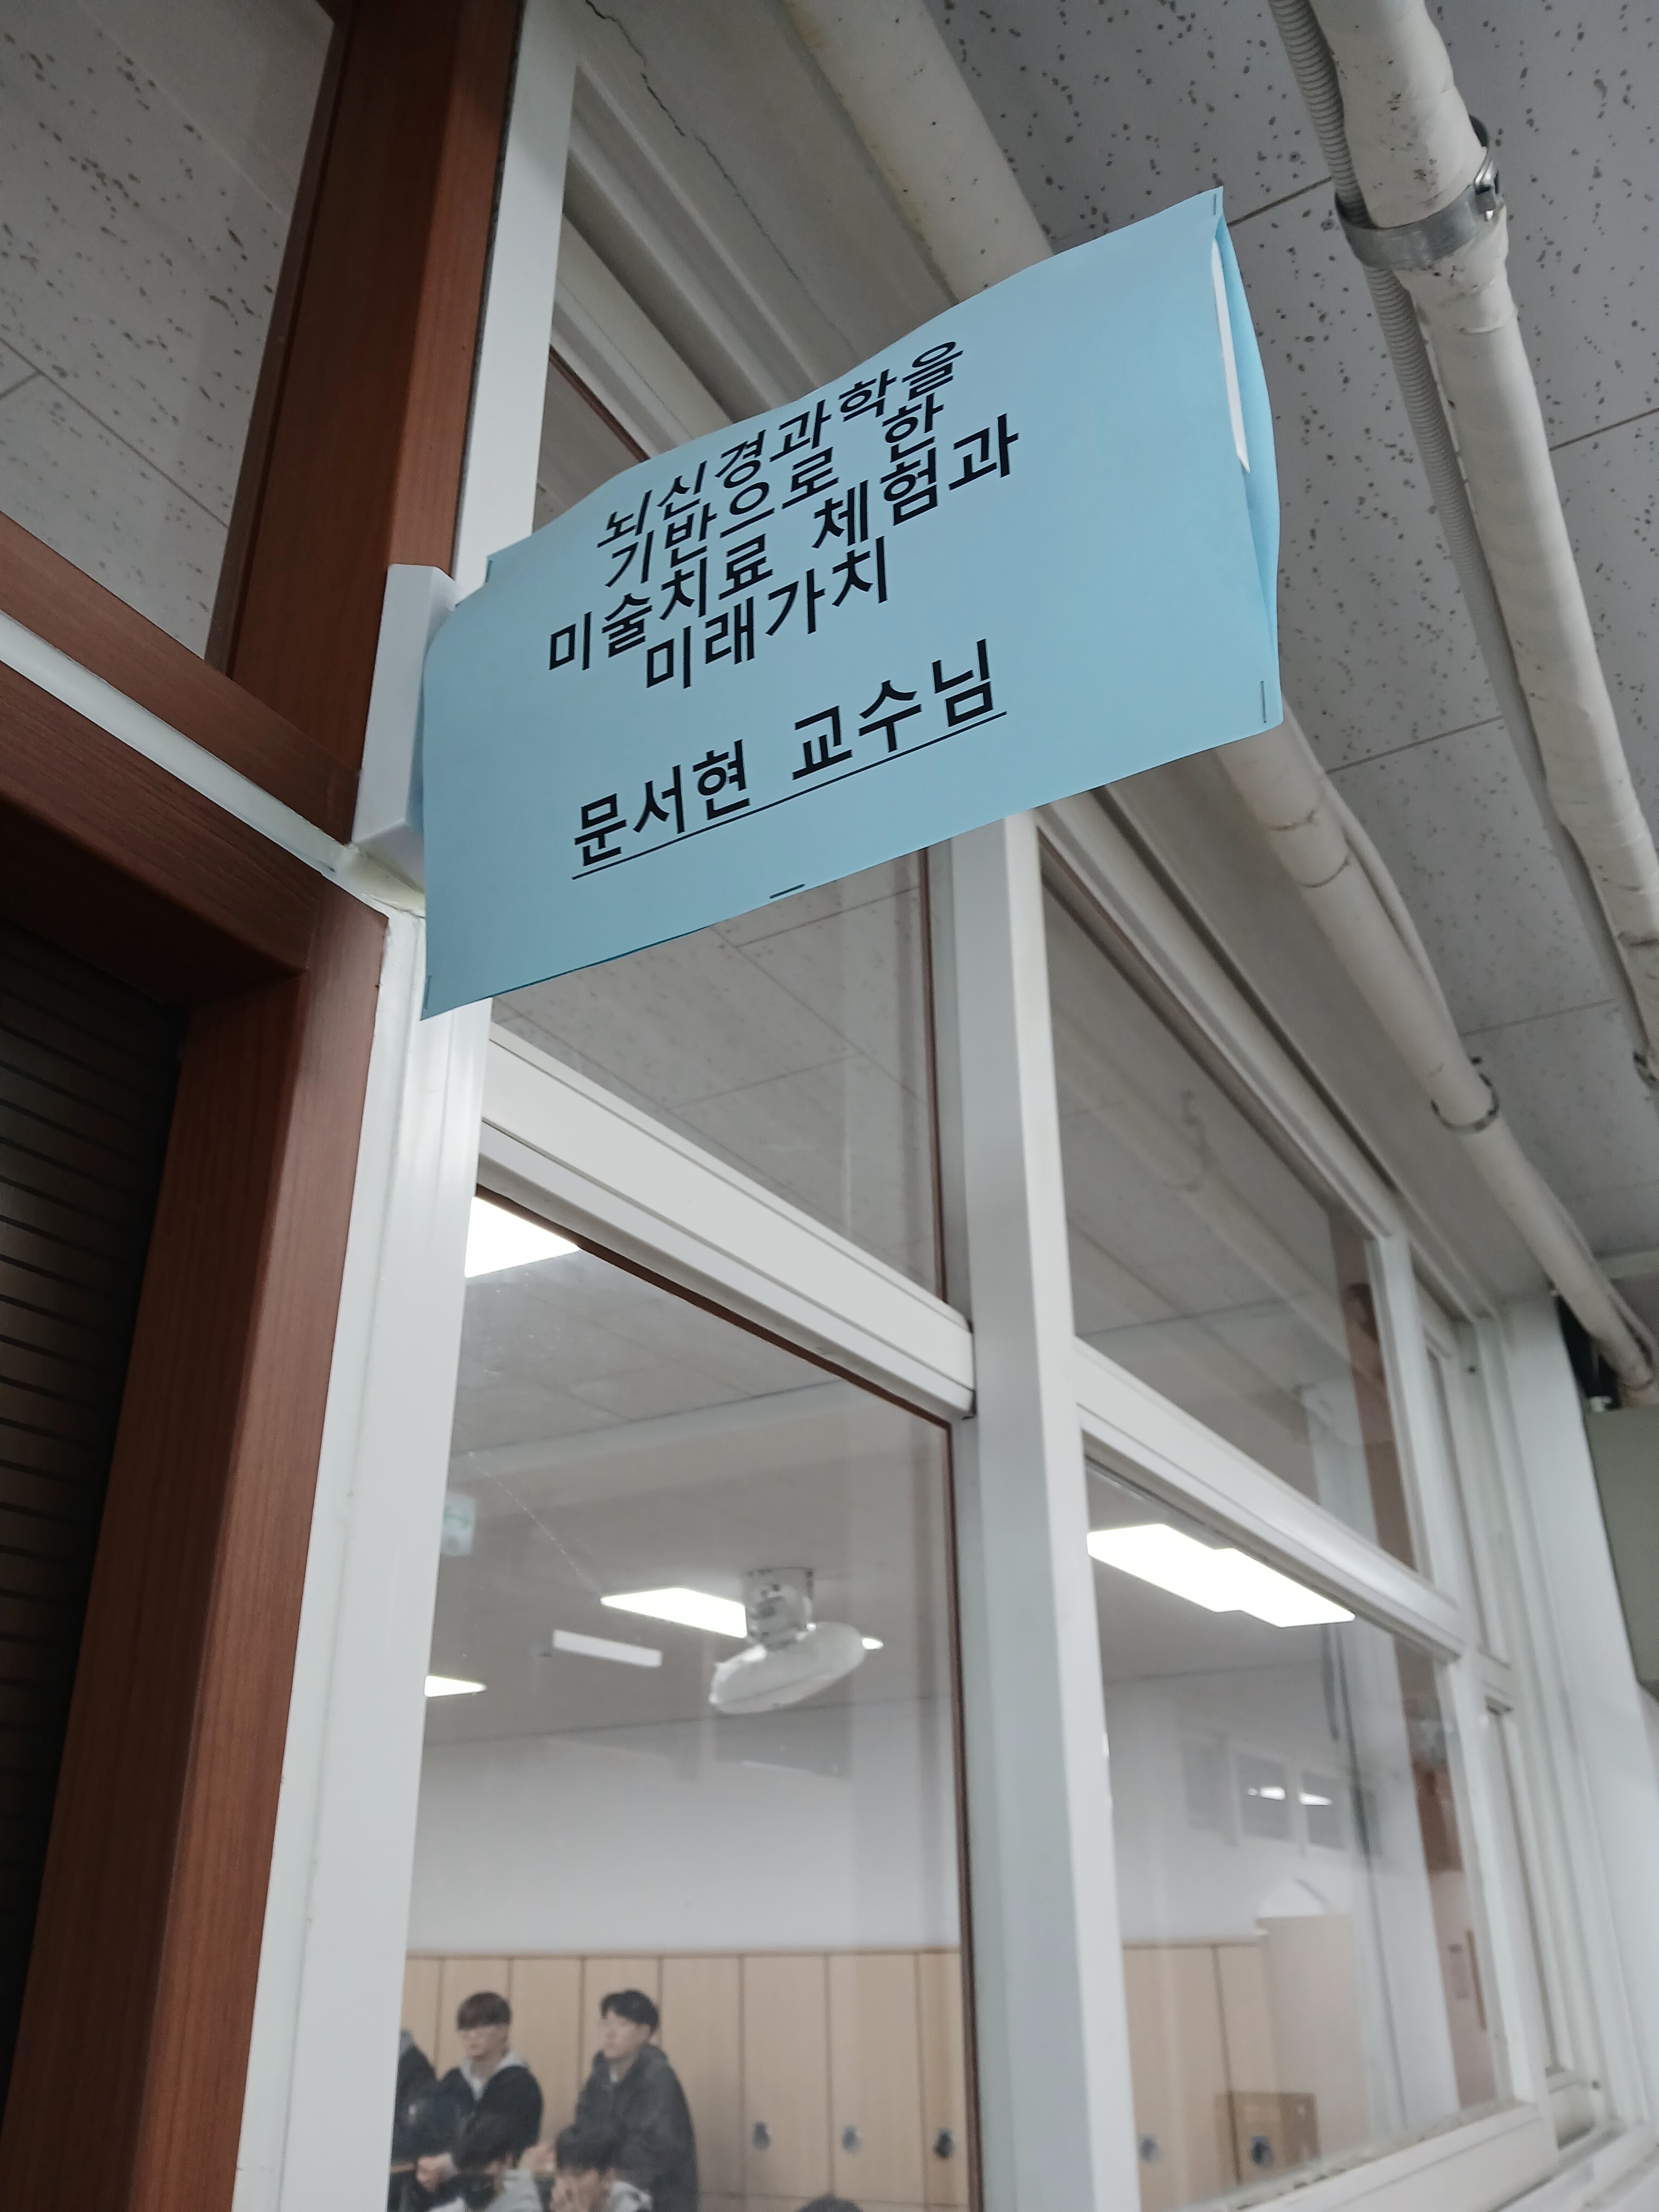 뇌신경과학을
기반으로 한
미술치료 체험과
미래가치
문서현 교수님